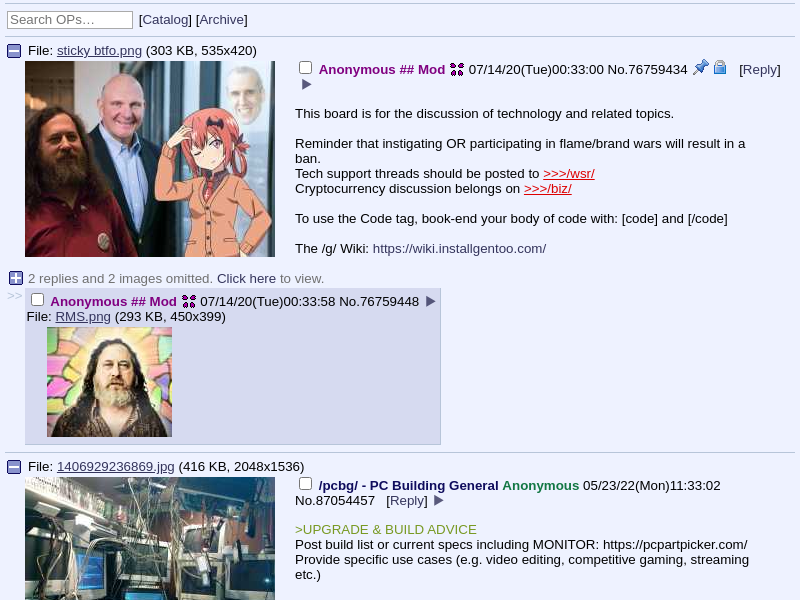 Search OPs… [Catalog] [Archive]
File: sticky btfo.png (303 KB, 535x420)
Anonymous ## Mod 07/14/20(Tue)00:33:00 No.76759434 [Reply]
This board is for the discussion of technology and related topics.
Reminder that instigating OR participating in flame/brand wars will result in a
ban.
Tech support threads should be posted to >>>/wsr/
Cryptocurrency discussion belongs on >>>/biz/
To use the Code tag, book-end your body of code with: [code] and [/code]
The /g/ Wiki: https://wiki.installgentoo.com/
2 replies and 2 images omitted. Click here to view.
>> Anonymous ## Mod 07/14/20(Tue)00:33:58 No.76759448
File: RMS.png (293 KB, 450x399)
File: 1406929236869.jpg (416 KB, 2048x1536)
/pcbg/ - PC Building General Anonymous 05/23/22(Mon)11:33:02
No.87054457 [Reply]
>UPGRADE & BUILD ADVICE
Post build list or current specs including MONITOR: https://pcpartpicker.com/
Provide specific use cases (e.g. video editing, competitive gaming, streaming
etc.)